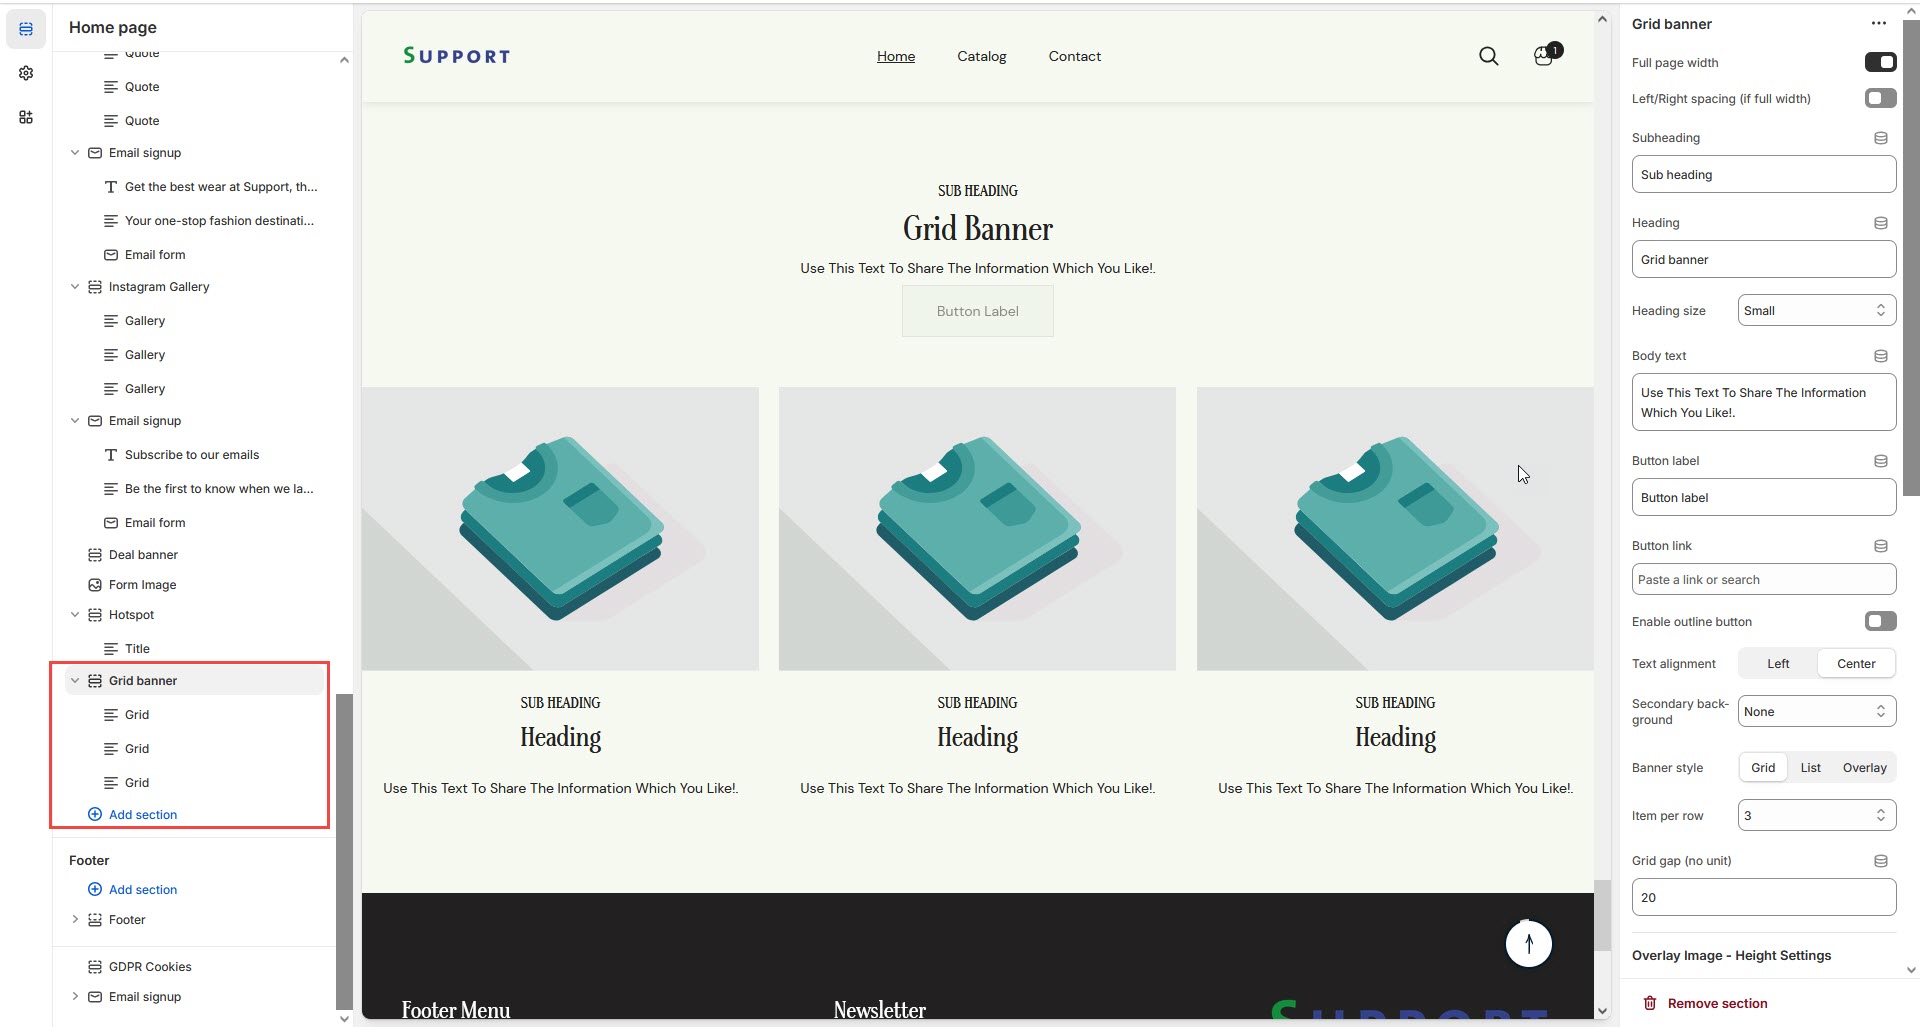 Home page
Quote
Quote
Quote
Email signup
Get the best wear at Support, th...
Your one-stop fashion destinati...
Email form
Instagram Gallery
Gallery
Gallery
Gallery
Email signup
Subscribe to our emails
Be the first to know when we la...
Email form
Deal banner
Form Image
Hotspot
Title
Grid banner
Grid
Grid
Grid
Add section
Footer
Add section
Footer
GDPR Cookies
Email signup
SUPPORT
Home Catalog Contact
1
SUB HEADING
Grid Banner
Use This Text To Share The Information Which You Like!.
Button Label
SUB HEADING
Heading
Use This Text To Share The Information Which You Like!.
SUB HEADING
Heading
Use This Text To Share The Information Which You Like!.
SUB HEADING
Heading
Use This Text To Share The Information Which You Like!.
Footer Menu
Newsletter
SUPPORT
Grid banner
Full page width
Left/Right spacing (if full width)
Subheading
Sub heading
Heading
Grid banner
Heading size
Small
Body text
Use This Text To Share The Information
Which You Like!.
Button label
Button label
Button link
Paste a link or search
Enable outline button
Text alignment
Left Center
Secondary back-
ground
None
Banner style
Grid List Overlay
Item per row
3
Grid gap (no unit)
20
Overlay Image - Height Settings
Remove section